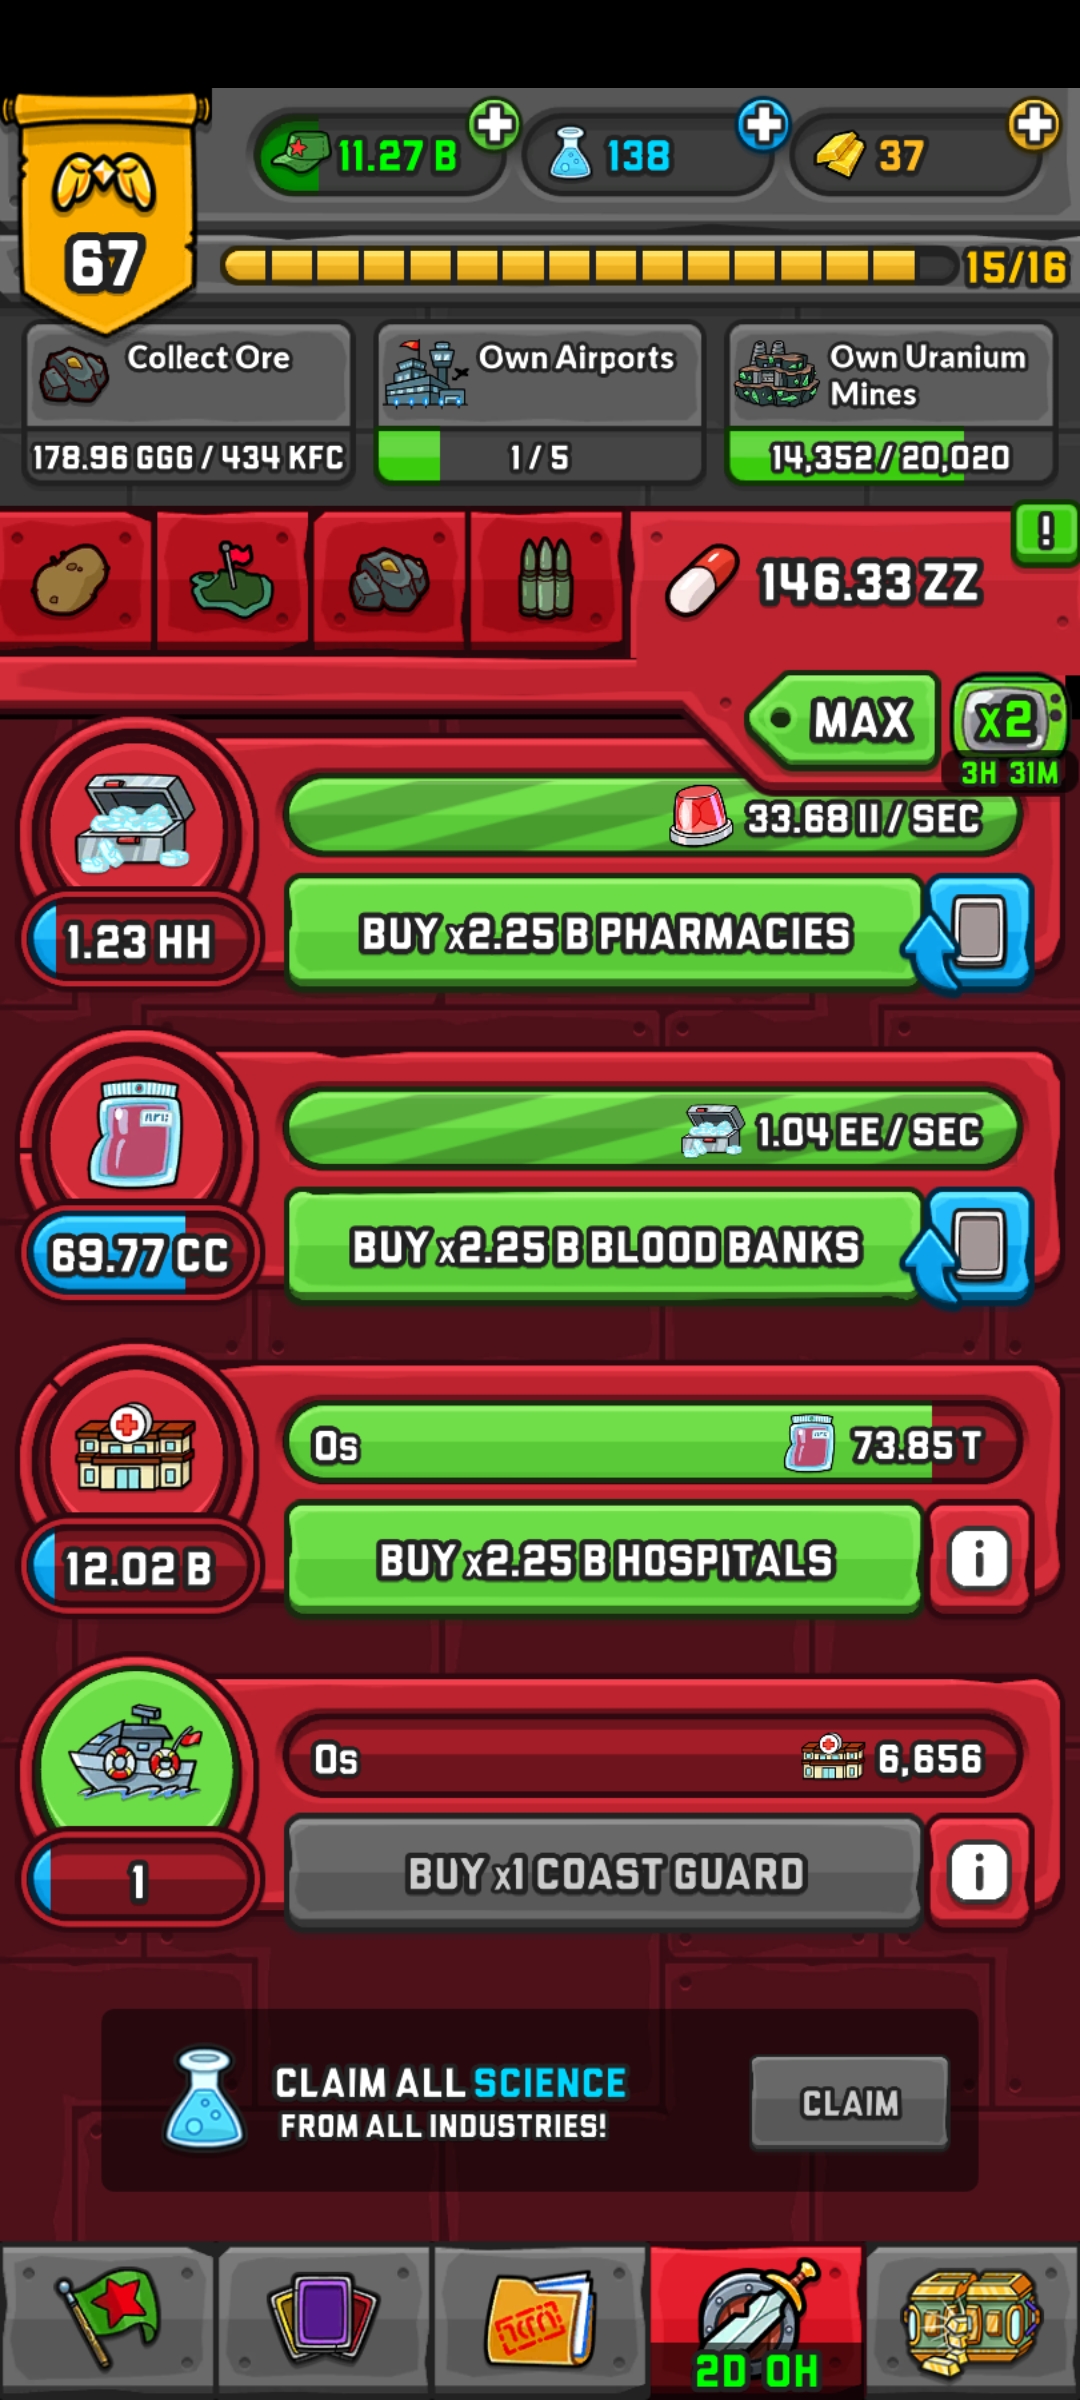 11.27 B
138
37
67
15/16
Collect Ore
178.96 GGG / 434 KFC
Own Airports
1 / 5
Own Uranium
Mines
14,352 / 20,020
146.33 ZZ
!
MAX
x2
3H 31M
33.68 II / SEC
1.23 HH
BUY x2.25 B PHARMACIES
1.04 EE / SEC
69.77 CC
BUY x2.25 B BLOOD BANKS
0s
73.85 T
12.02 B
BUY x2.25 B HOSPITALS
i
0s
6,656
1
BUY x1 COAST GUARD
i
CLAIM ALL SCIENCE
FROM ALL INDUSTRIES!
CLAIM
2D 0H